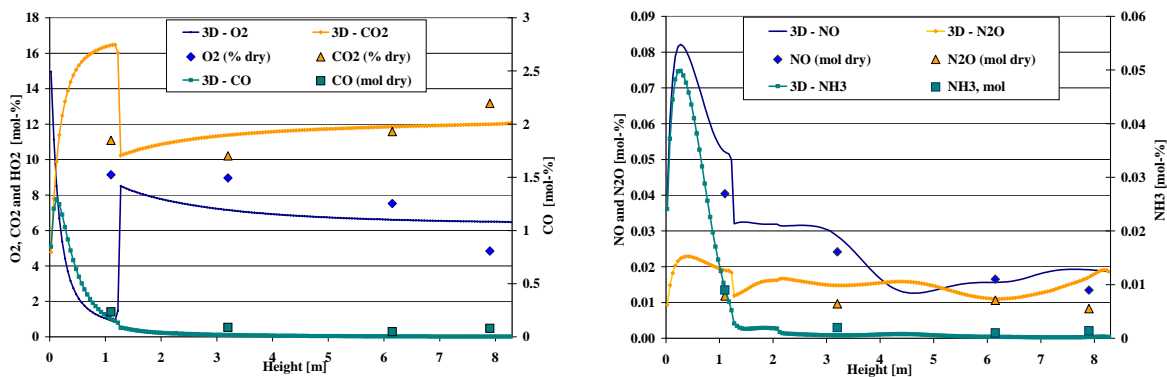 3D - O2
3D - CO2
O2 (% dry)
CO2 (% dry)
3D - CO
CO (mol dry)
O2, CO2 and HO2 [mol-%]
18
16
14
12
10
8
6
4
2
0
3
2.5
2
1.5
1
0.5
0
CO [mol-%]
0
1
2
3
4
5
6
7
8
Height [m]
3D - NO
3D - N2O
NO (mol dry)
N2O (mol dry)
3D - NH3
NH3, mol
NO and N2O [mol-%]
0.09
0.08
0.07
0.06
0.05
0.04
0.03
0.02
0.01
0.00
0.06
0.05
0.04
0.03
0.02
0.01
0
NH3 [mol-%]
0
1
2
3
4
5
6
7
8
Height [m]